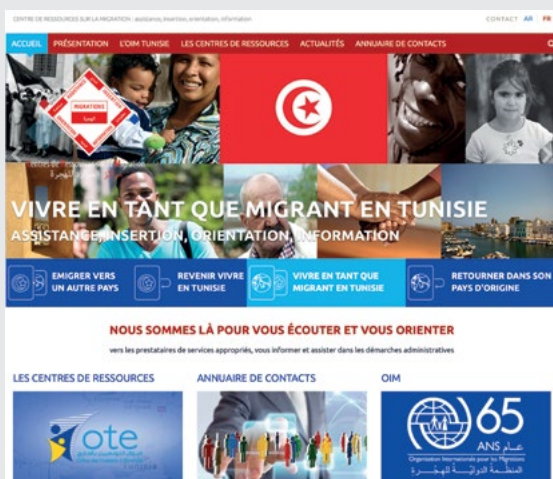 CENTRE DE RESSOURCES SUR LA MIGRATION : assistance, insertion, orientation, information
CONTACT AR FR
ACCUEIL PRÉSENTATION L'OIM TUNISIE LES CENTRES DE RESSOURCES ACTUALITÉS ANNUAIRE DE CONTACTS
MIGRATIONS
VIVRE EN TANT QUE MIGRANT EN TUNISIE
ASSISTANCE, INSERTION, ORIENTATION, INFORMATION
EMIGRER VERS
UN AUTRE PAYS
REVENIR VIVRE
EN TUNISIE
VIVRE EN TANT QUE
MIGRANT EN TUNISIE
RETOURNER DANS SON
PAYS D'ORIGINE
NOUS SOMMES LÀ POUR VOUS ÉCOUTER ET VOUS ORIENTER
vers les prestataires de services appropriés, vous informer et assister dans les démarches administratives
LES CENTRES DE RESSOURCES
ote
ANNUAIRE DE CONTACTS
OIM
65
ANS عـام
Organisation Internationale pour les Migrations
المنظـمة الدوليـة للهجـرة